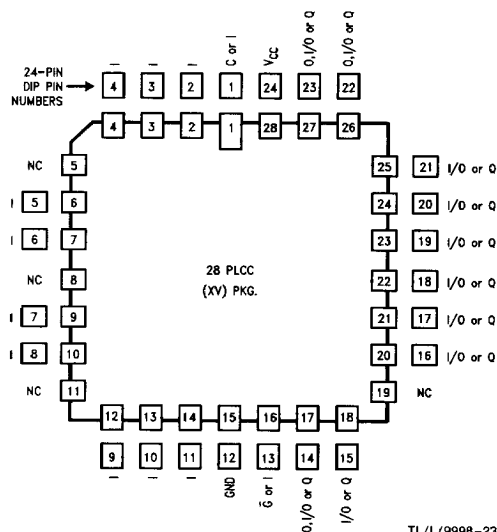 I I I C or I VCC O,I/O or Q O,I/O or Q
24-PIN
DIP PIN
NUMBERS
4 3 2 1 24 23 22
4 3 2 1 28 27 26
NC 5 25 21 I/O or Q
I 5 6 24 20 I/O or Q
I 6 7 23 19 I/O or Q
NC 8 22 18 I/O or Q
28 PLCC
(XV) PKG.
I 7 9 21 17 I/O or Q
I 8 10 20 16 I/O or Q
NC 11 19 NC
12 13 14 15 16 17 18
9 10 11 12 13 14 15
I I I GND G̅ or I O,I/O or Q I/O or Q
TL/L/9998-23